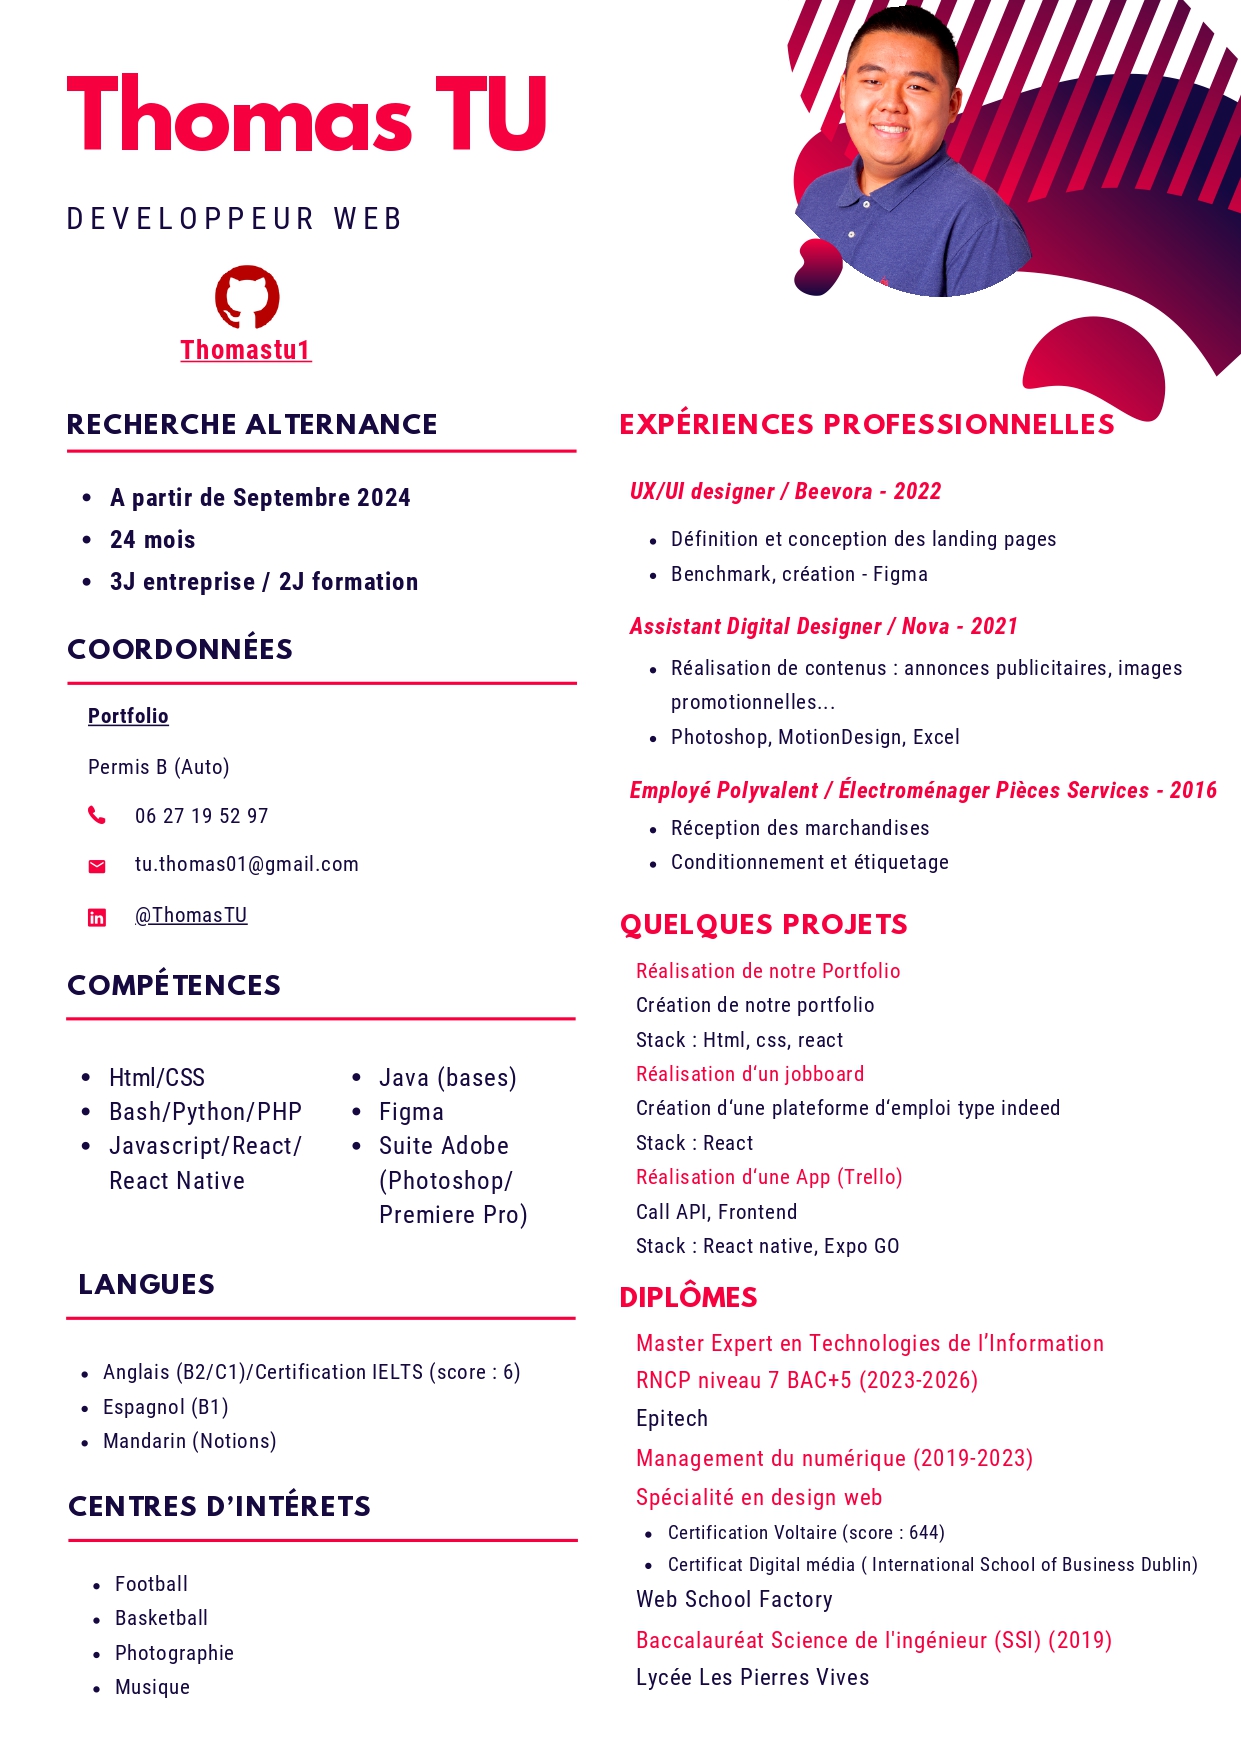 Thomas TU
DEVELOPPEUR WEB
Thomastu1
RECHERCHE ALTERNANCE
A partir de Septembre 2024
24 mois
3J entreprise / 2J formation
COORDONNÉES
Portfolio
Permis B (Auto)
06 27 19 52 97
tu.thomas01@gmail.com
@ThomasTU
COMPÉTENCES
Html/CSS
Bash/Python/PHP
Javascript/React/
React Native
Java (bases)
Figma
Suite Adobe
(Photoshop/
Premiere Pro)
LANGUES
Anglais (B2/C1)/Certification IELTS (score : 6)
Espagnol (B1)
Mandarin (Notions)
CENTRES D’INTÉRETS
Football
Basketball
Photographie
Musique
EXPÉRIENCES PROFESSIONNELLES
UX/UI designer / Beevora - 2022
Définition et conception des landing pages
Benchmark, création - Figma
Assistant Digital Designer / Nova - 2021
Réalisation de contenus : annonces publicitaires, images
promotionnelles...
Photoshop, MotionDesign, Excel
Employé Polyvalent / Électroménager Pièces Services - 2016
Réception des marchandises
Conditionnement et étiquetage
QUELQUES PROJETS
Réalisation de notre Portfolio
Création de notre portfolio
Stack : Html, css, react
Réalisation d‘un jobboard
Création d‘une plateforme d‘emploi type indeed
Stack : React
Réalisation d‘une App (Trello)
Call API, Frontend
Stack : React native, Expo GO
DIPLÔMES
Master Expert en Technologies de l’Information
RNCP niveau 7 BAC+5 (2023-2026)
Epitech
Management du numérique (2019-2023)
Spécialité en design web
Certification Voltaire (score : 644)
Certificat Digital média ( International School of Business Dublin)
Web School Factory
Baccalauréat Science de l'ingénieur (SSI) (2019)
Lycée Les Pierres Vives